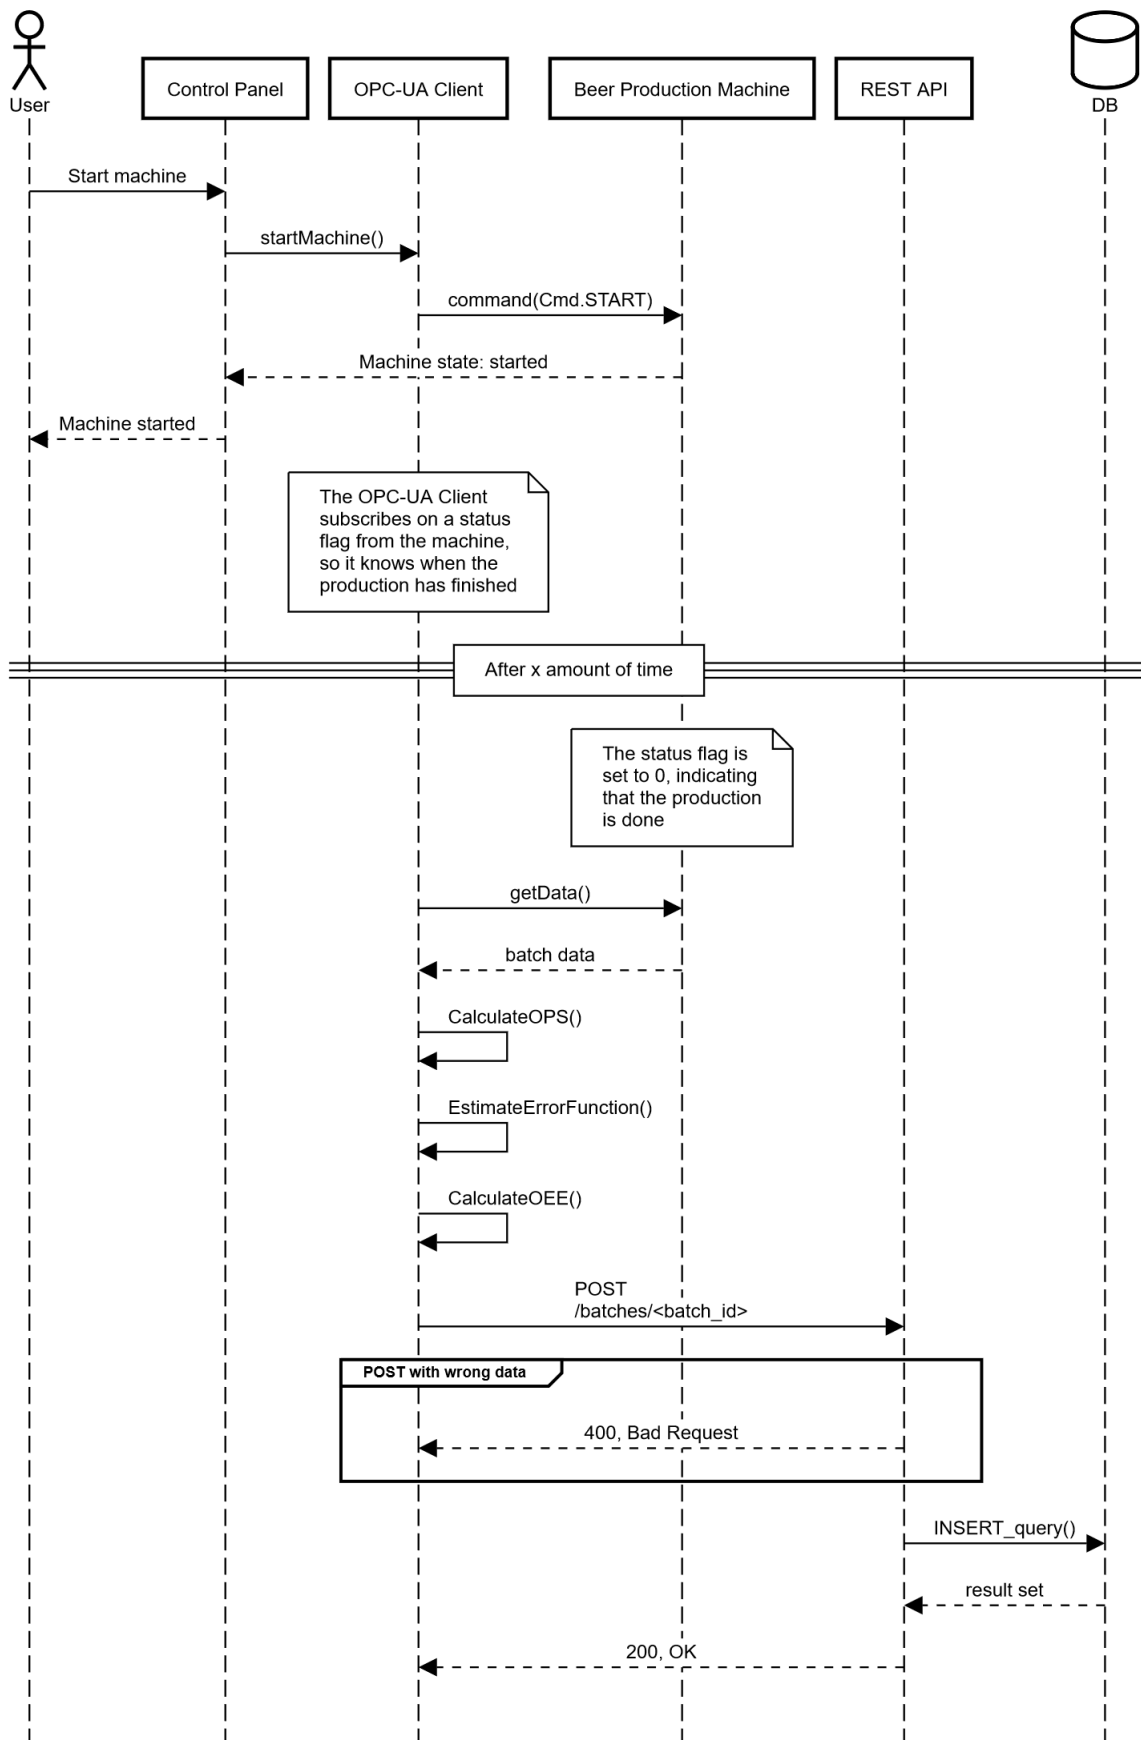 User
Control Panel
OPC-UA Client
Beer Production Machine
REST API
DB
Start machine
startMachine()
command(Cmd.START)
Machine state: started
Machine started
The OPC-UA Client
subscribes on a status
flag from the machine,
so it knows when the
production has finished
After x amount of time
The status flag is
set to 0, indicating
that the production
is done
getData()
batch data
CalculateOPS()
EstimateErrorFunction()
CalculateOEE()
POST
/batches/<batch_id>
POST with wrong data
400, Bad Request
INSERT_query()
result set
200, OK